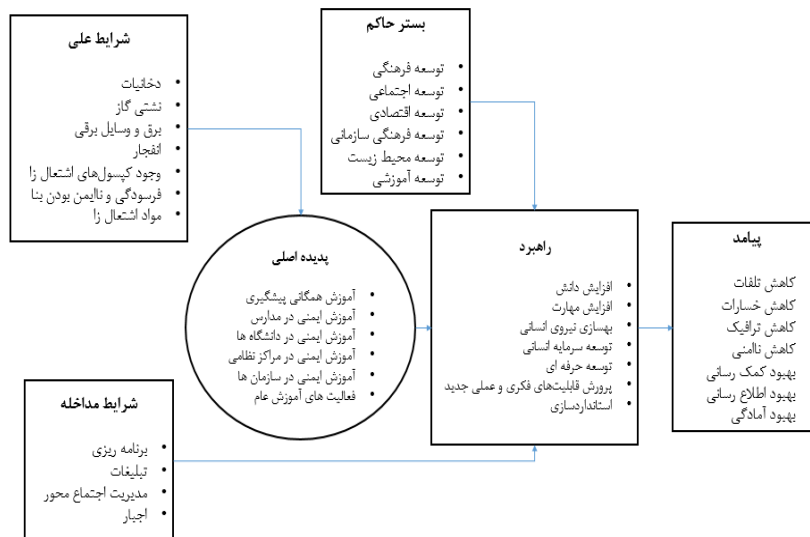 شرایط علی
دخانیات
نشتی گاز
برق و وسایل برقی
انفجار
وجود کپسول‌های اشتعال زا
فرسودگی و ناایمن بودن بنا
مواد اشتعال زا
بستر حاکم
توسعه فرهنگی
توسعه اجتماعی
توسعه اقتصادی
توسعه فرهنگی سازمانی
توسعه محیط زیست
توسعه آموزشی
پدیده اصلی
آموزش همگانی پیشگیری
آموزش ایمنی در مدارس
آموزش ایمنی در دانشگاه ها
آموزش ایمنی در مراکز نظامی
آموزش ایمنی در سازمان ها
فعالیت های آموزش عام
شرایط مداخله
برنامه ریزی
تبلیغات
مدیریت اجتماع محور
اجبار
راهبرد
افزایش دانش
افزایش مهارت
بهسازی نیروی انسانی
توسعه سرمایه انسانی
توسعه حرفه ای
پرورش قابلیت‌های فکری و عملی جدید
استانداردسازی
پیامد
کاهش تلفات
کاهش خسارات
کاهش ترافیک
کاهش ناامنی
بهبود کمک رسانی
بهبود اطلاع رسانی
بهبود آمادگی